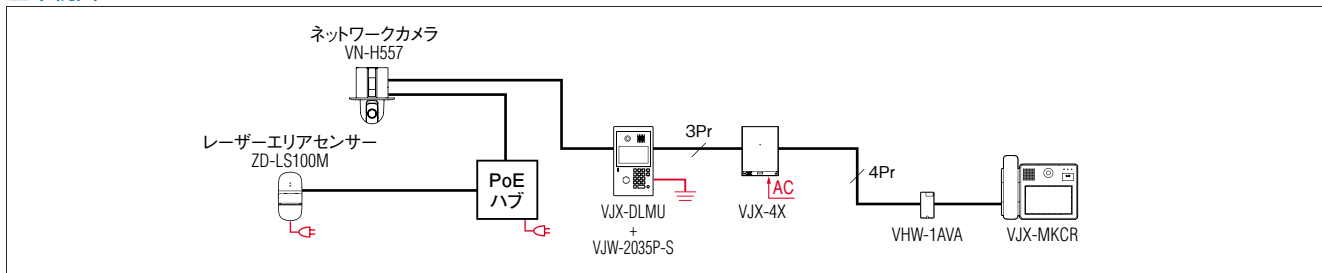 ネットワークカメラ
VN-H557
レーザーエリアセンサー
ZD-LS100M
PoE
ハブ
VJX-DLMU
+
VJW-2035P-S
3Pr
AC
VJX-4X
4Pr
VHW-1AVA
VJX-MKCR